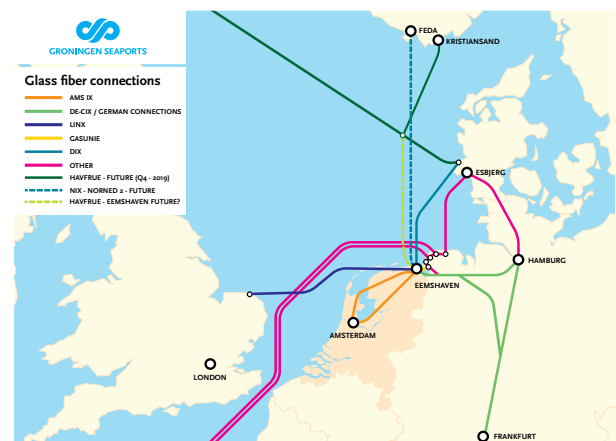 GRONINGEN SEAPORTS
Glass fiber connections
AMS IX
DE-CIX / GERMAN CONNECTIONS
LINX
GASUNIE
DIX
OTHER
HAVFRUE - FUTURE (Q4 - 2019)
NIX - NORNED 2 - FUTURE
HAVFRUE - EEMSHAVEN FUTURE?
FEDA
KRISTIANSAND
ESBJERG
HAMBURG
EEMSHAVEN
AMSTERDAM
LONDON
FRANKFURT